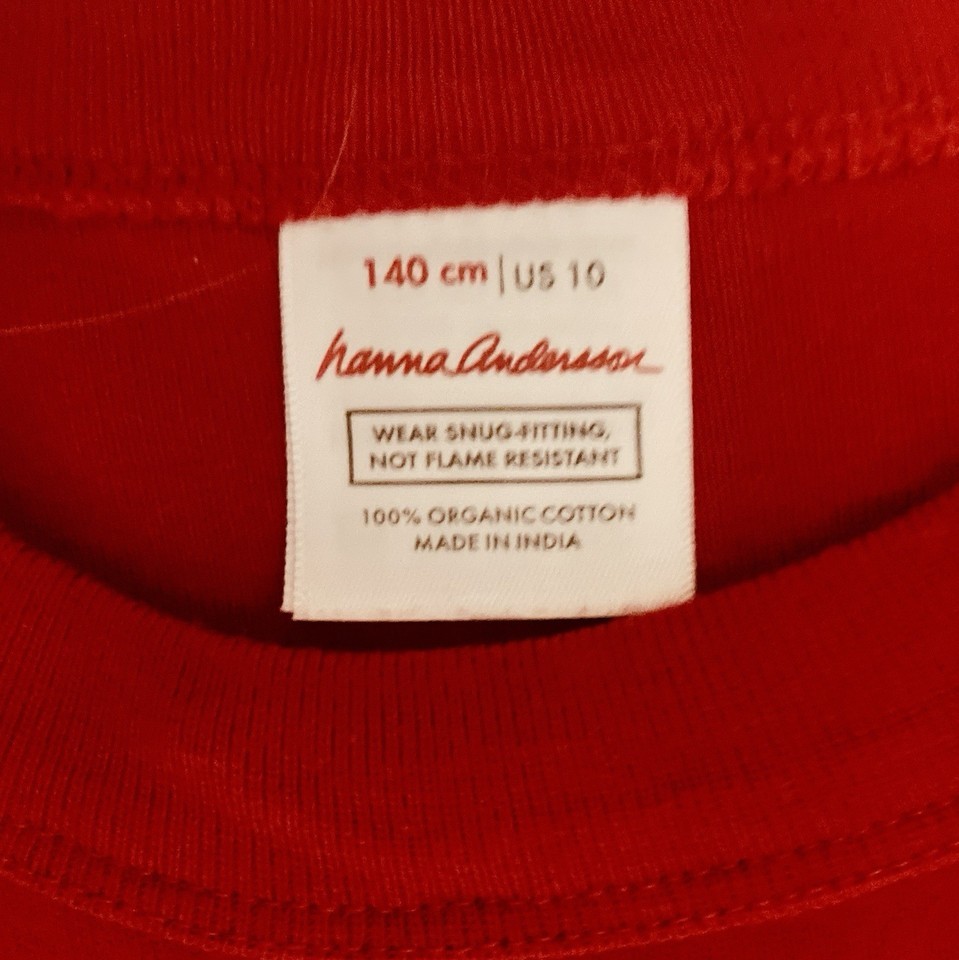 140 cm | US 10
hanna Andersson
WEAR SNUG-FITTING,
NOT FLAME RESISTANT
100% ORGANIC COTTON
MADE IN INDIA